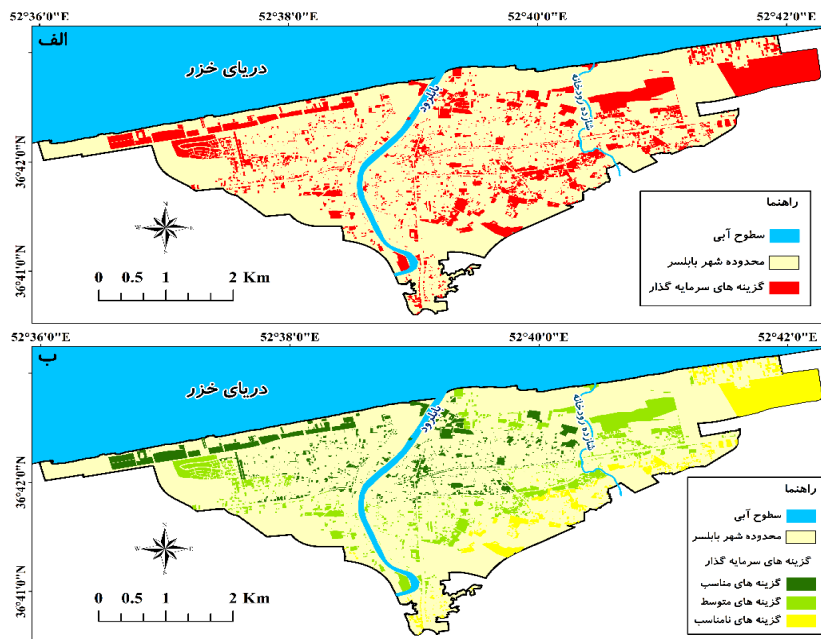 52°36'0"E 52°38'0"E 52°40'0"E 52°42'0"E
الف
دریای خزر
بابلرود
شازده رودخانه
36°42'0"N
36°41'0"N
راهنما
سطوح آبی
محدوده شهر بابلسر
گزینه های سرمایه گذار
N
W
E
S
0 0.5 1 2 Km
52°36'0"E 52°38'0"E 52°40'0"E 52°42'0"E
ب
دریای خزر
بابلرود
شازده رودخانه
36°42'0"N
36°41'0"N
راهنما
سطوح آبی
محدوده شهر بابلسر
گزینه های سرمایه گذار
گزینه های مناسب
گزینه های متوسط
گزینه های نامناسب
N
W
E
S
0 0.5 1 2 Km